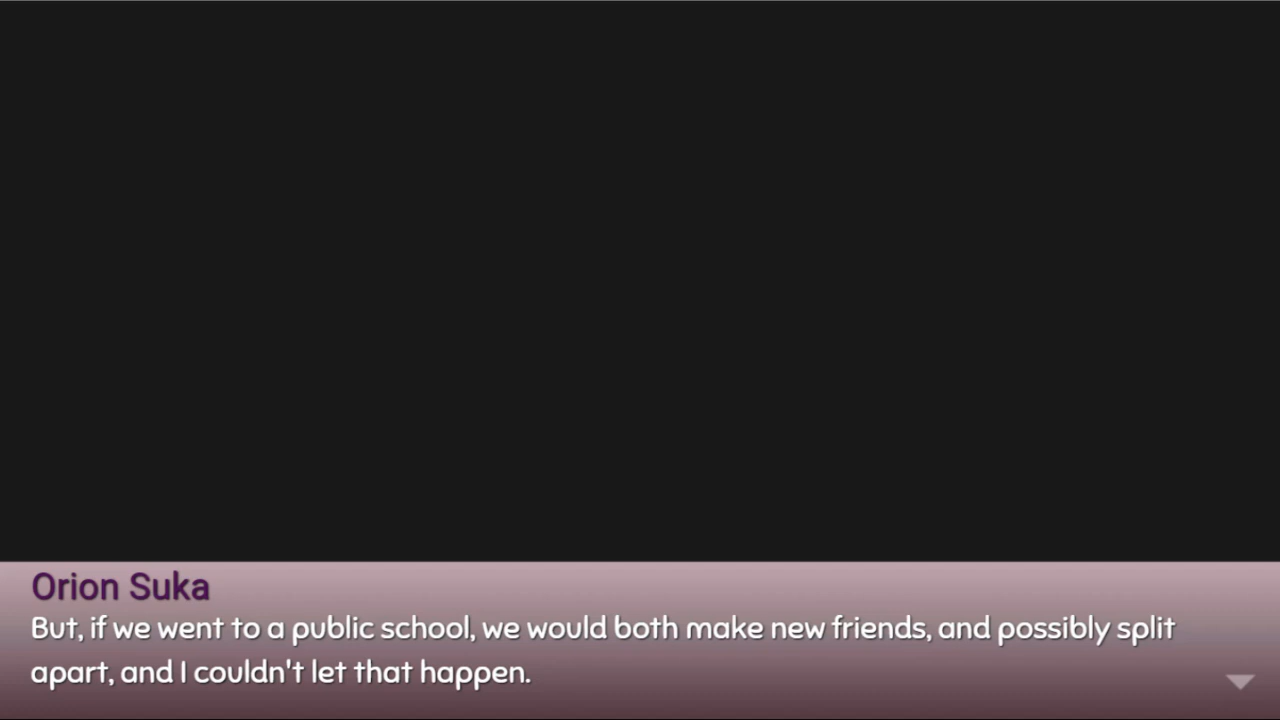 Orion Suka
But, if we went to a public school, we would both make new friends, and possibly split
apart, and I couldn't let that happen.